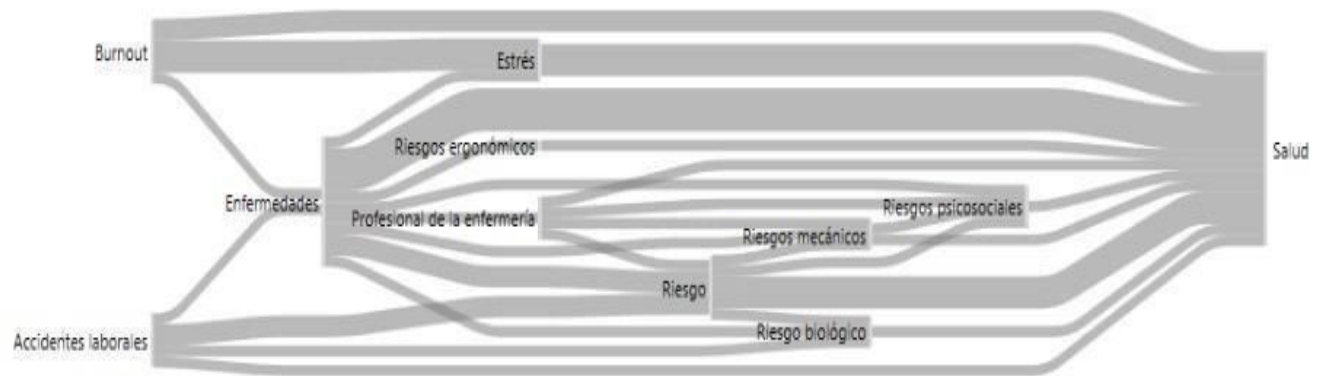 Burnout
Estrés
Riesgos ergonómicos
Salud
Enfermedades
Profesional de la enfermería
Riesgos psicosociales
Riesgos mecánicos
Riesgo
Riesgo biológico
Accidentes laborales